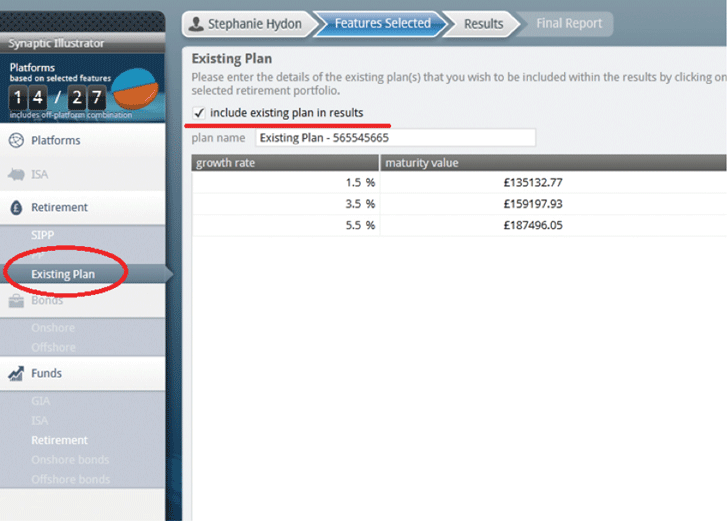 Stephanie Hydon
Features Selected
Results
Final Report
Synaptic Illustrator
Platforms
based on selected features
14/27
includes off-platform combination
Platforms
ISA
Retirement
SIPP
Existing Plan
Bonds
Onshore
Offshore
Funds
GIA
ISA
Retirement
Onshore bonds
Offshore bonds
Existing Plan
Please enter the details of the existing plan(s) that you wish to be included within the results by clicking on
selected retirement portfolio.
include existing plan in results
plan name Existing Plan - 565545665
growth rate maturity value
1.5 % £135132.77
3.5 % £159197.93
5.5 % £187496.05